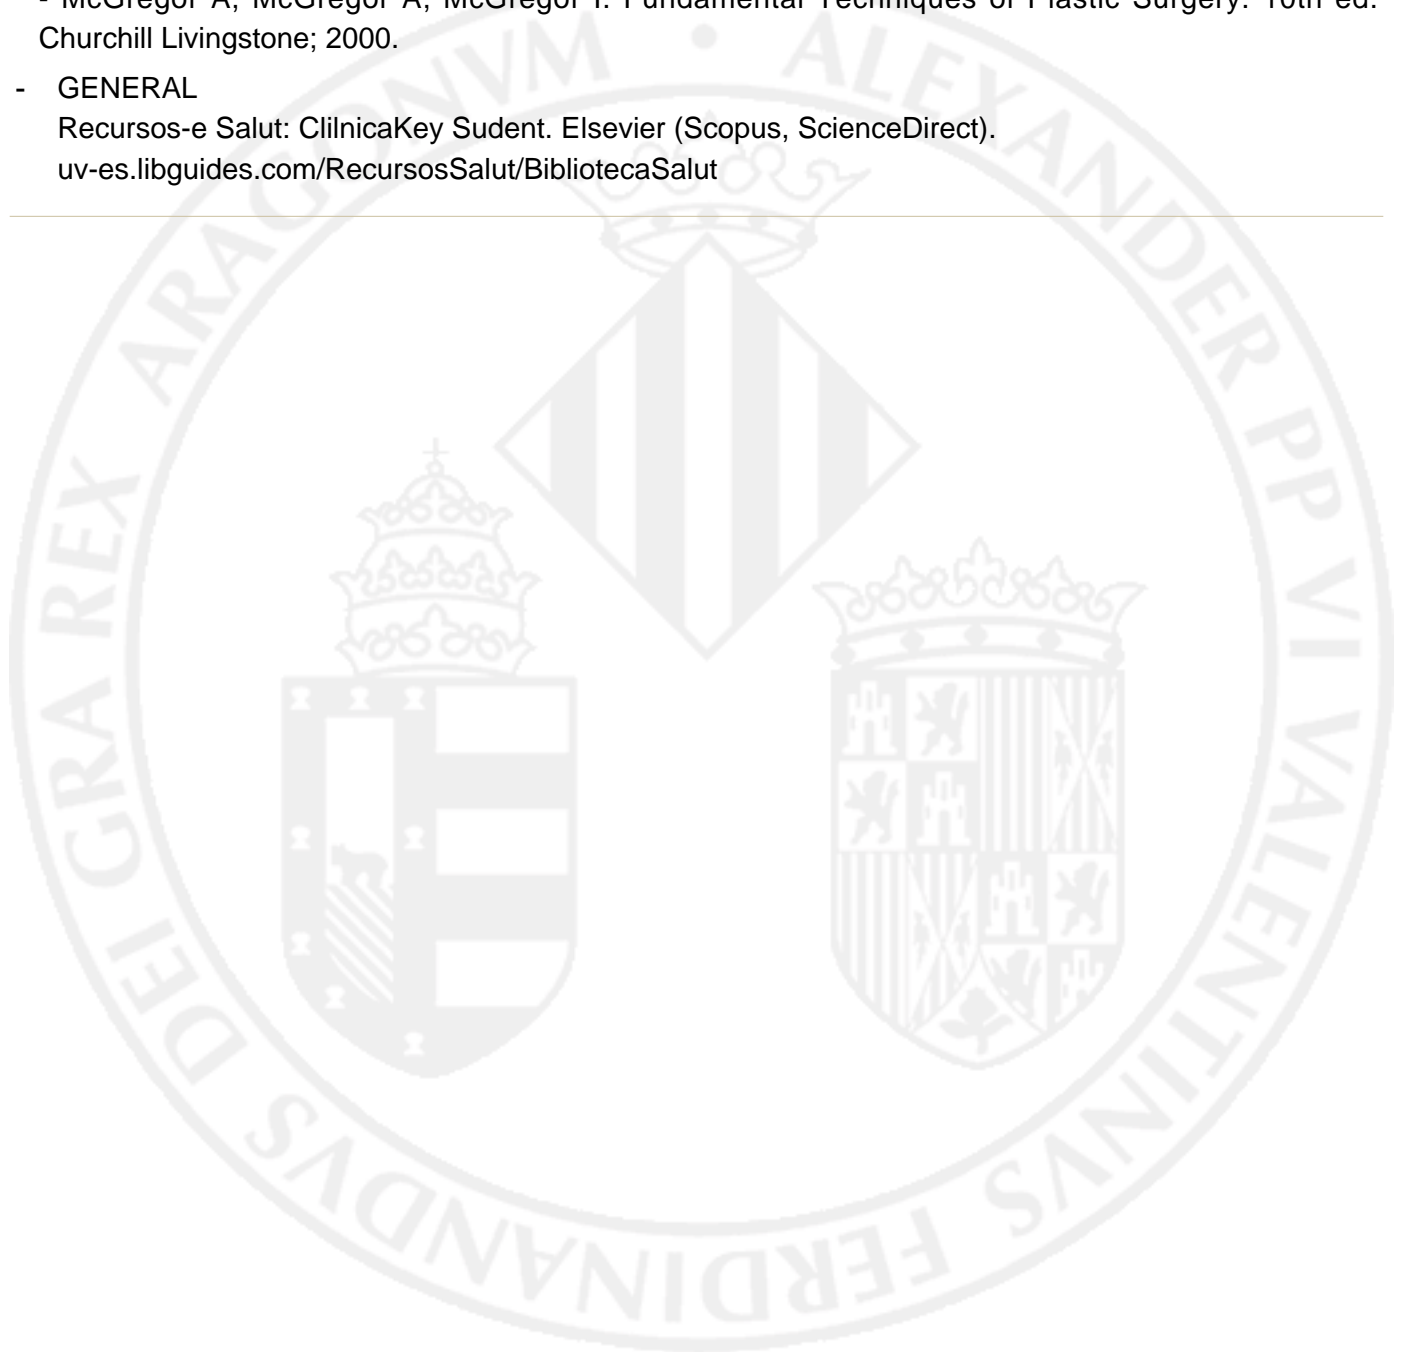 - McGregor A, McGregor A, McGregor I. Fundamental Techniques of Plastic Surgery. 10th ed.
Churchill Livingstone; 2000.
- GENERAL
Recursos-e Salut: ClilnicaKey Sudent. Elsevier (Scopus, ScienceDirect).
uv-es.libguides.com/RecursosSalut/BibliotecaSalut
ALEXANDER PP VI VALENTINVS FERDINANDVS DEI GRA REX ARAGONVM